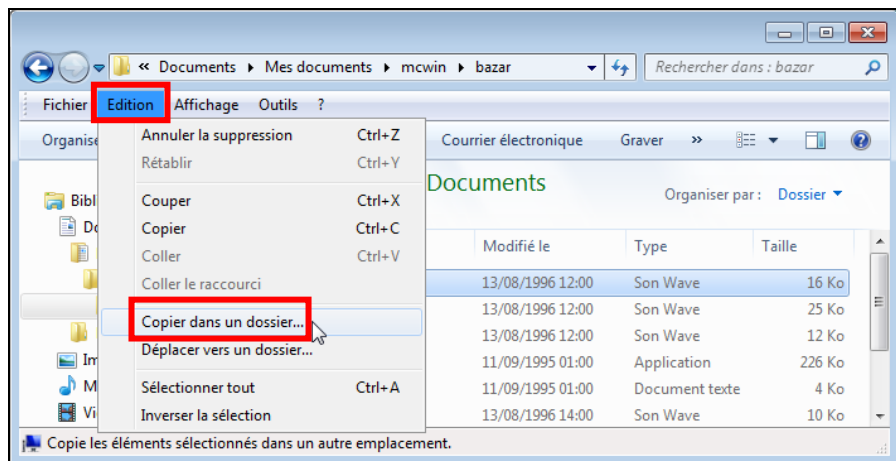 « Documents ▸ Mes documents ▸ mcwin ▸ bazar
Rechercher dans : bazar
Fichier Edition Affichage Outils ?
Organise Courrier électronique Graver »
Annuler la suppression Ctrl+Z
Rétablir Ctrl+Y
Couper Ctrl+X
Copier Ctrl+C
Coller Ctrl+V
Coller le raccourci
Copier dans un dossier...
Déplacer vers un dossier...
Sélectionner tout Ctrl+A
Inverser la sélection
Bibl
Do
Im
M
Vi
Documents
Organiser par : Dossier
Modifié le Type Taille
13/08/1996 12:00 Son Wave 16 Ko
13/08/1996 12:00 Son Wave 25 Ko
13/08/1996 12:00 Son Wave 12 Ko
11/09/1995 01:00 Application 226 Ko
11/09/1995 01:00 Document texte 4 Ko
13/08/1996 14:00 Son Wave 10 Ko
Copie les éléments sélectionnés dans un autre emplacement.